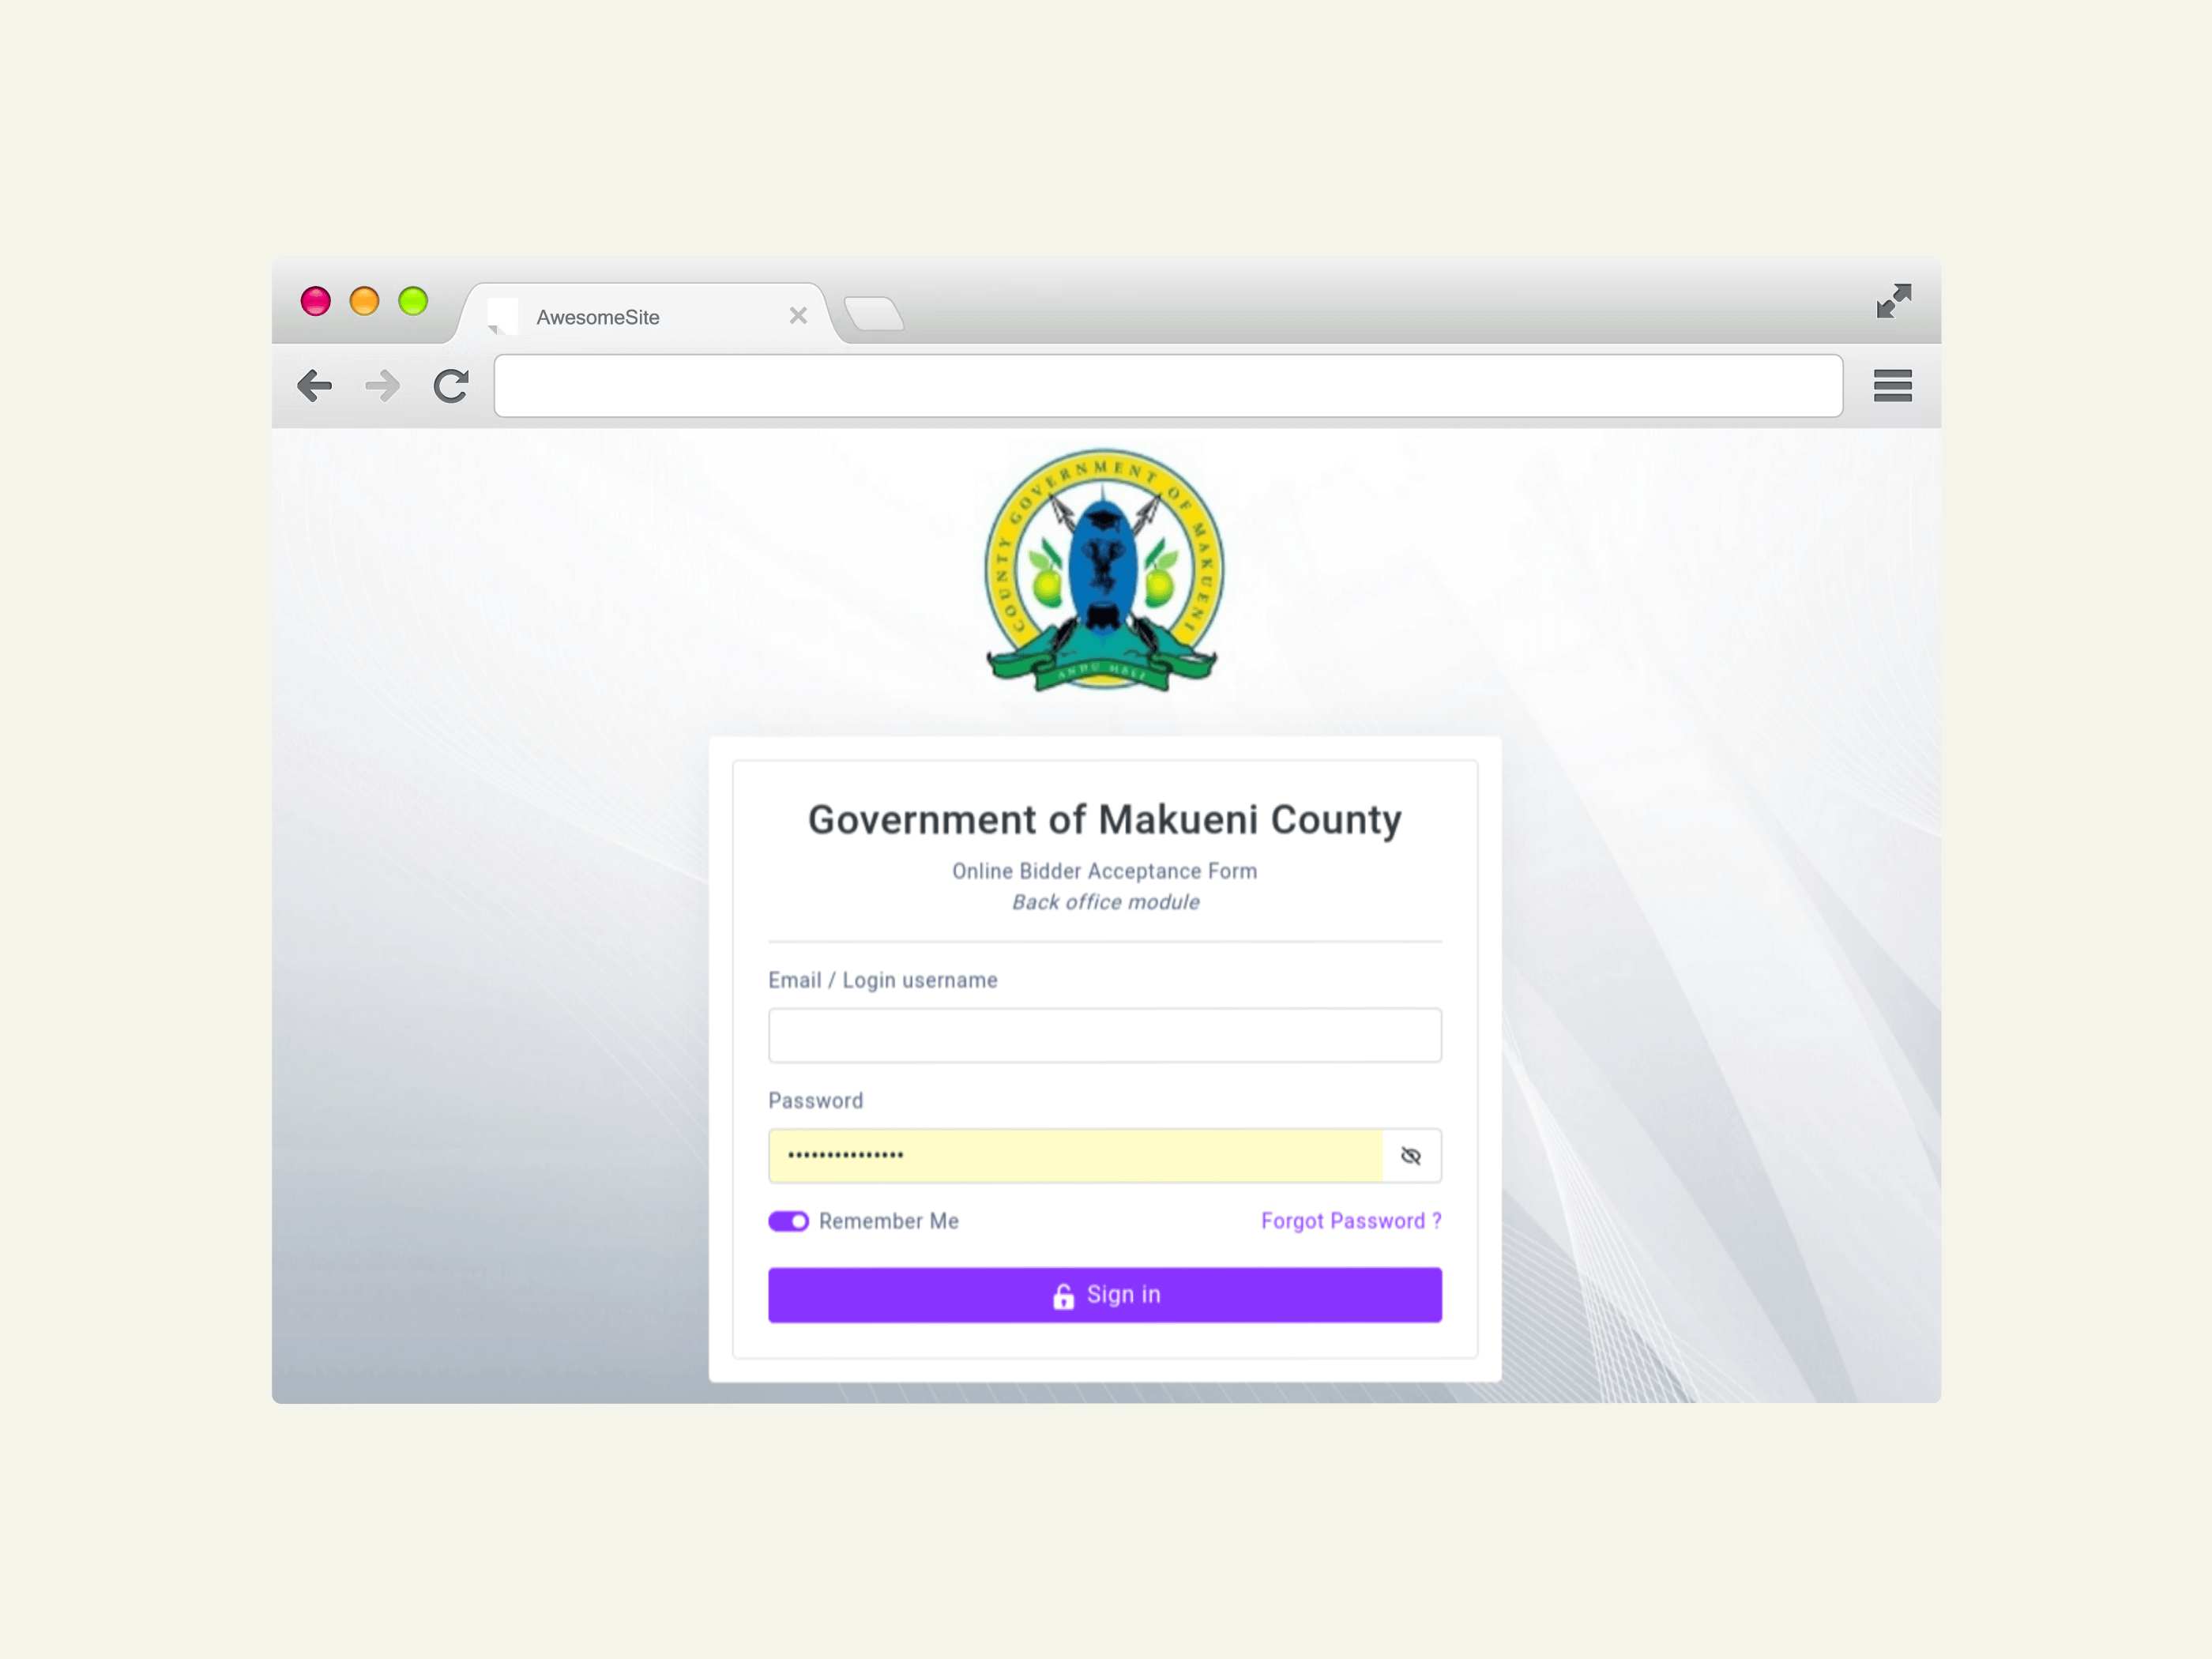 AwesomeSite
COUNTY GOVERNMENT OF MAKUENI
Government of Makueni County
Online Bidder Acceptance Form
Back office module
Email / Login username
Password
•••••••••••••••
Remember Me
Forgot Password ?
Sign in